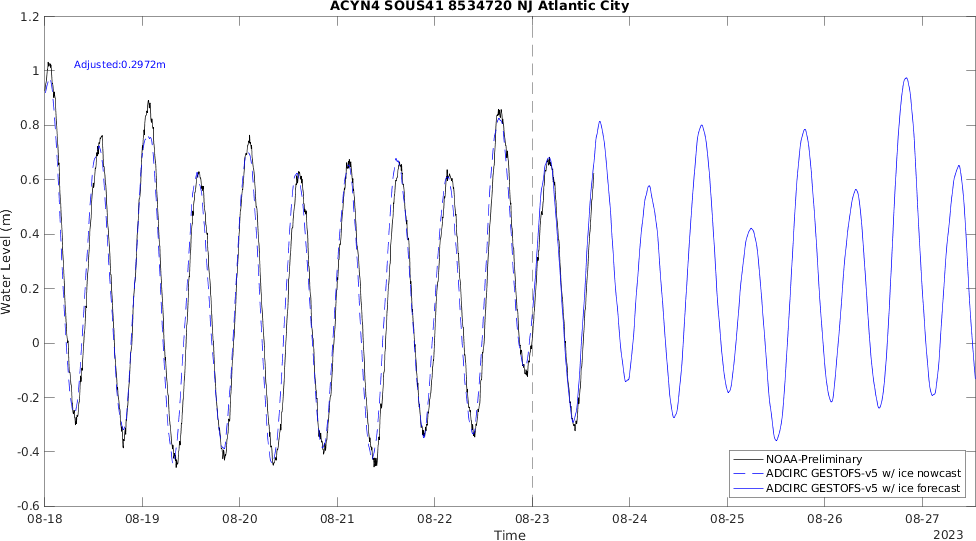 ACYN4 SOUS41 8534720 NJ Atlantic City
1.2
1
0.8
0.6
0.4
0.2
0
-0.2
-0.4
-0.6
Water Level (m)
Adjusted:0.2972m
NOAA-Preliminary
ADCIRC GESTOFS-v5 w/ ice nowcast
ADCIRC GESTOFS-v5 w/ ice forecast
08-18 08-19 08-20 08-21 08-22 08-23 08-24 08-25 08-26 08-27
Time
2023